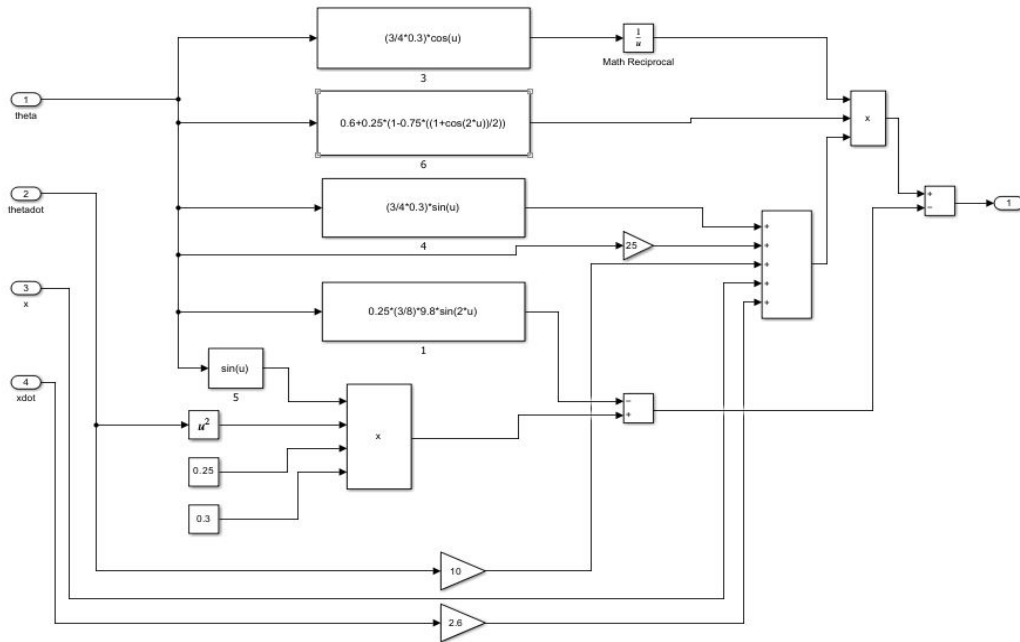 (3/4*0.3)*cos(u)
3
1
u
Math Reciprocal
1
theta
0.6+0.25*(1-0.75*((1+cos(2*u))/2))
6
x
2
thetadot
(3/4*0.3)*sin(u)
4
+
−
1
25
+
+
+
+
+
3
x
0.25*(3/8)*9.8*sin(2*u)
1
4
xdot
sin(u)
5
−
+
u²
x
0.25
0.3
10
2.6